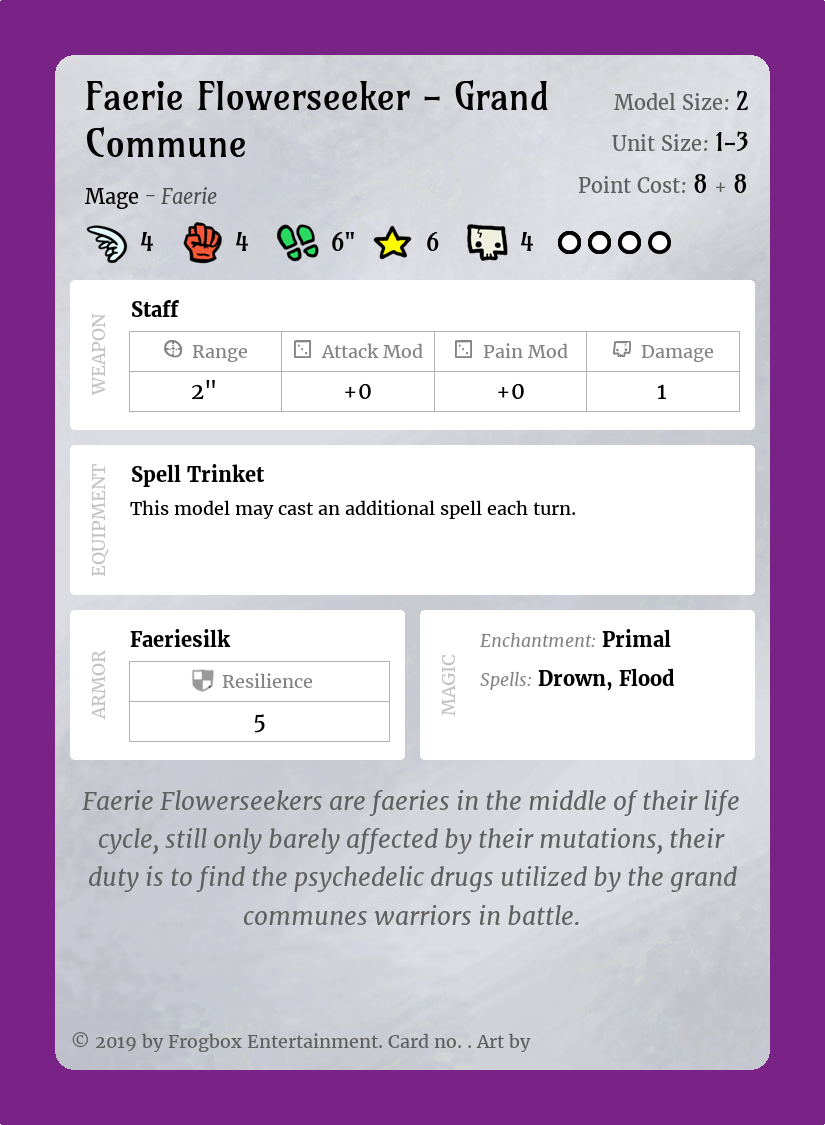 Faerie Flowerseeker – Grand
Commune
Mage - Faerie
Model Size: 2
Unit Size: 1-3
Point Cost: 8 + 8
4 4 6" 6 4
WEAPON
Staff
Range Attack Mod Pain Mod Damage
2" +0 +0 1
EQUIPMENT
Spell Trinket
This model may cast an additional spell each turn.
ARMOR
Faeriesilk
Resilience
5
MAGIC
Enchantment: Primal
Spells: Drown, Flood
Faerie Flowerseekers are faeries in the middle of their life
cycle, still only barely affected by their mutations, their
duty is to find the psychedelic drugs utilized by the grand
communes warriors in battle.
© 2019 by Frogbox Entertainment. Card no. . Art by